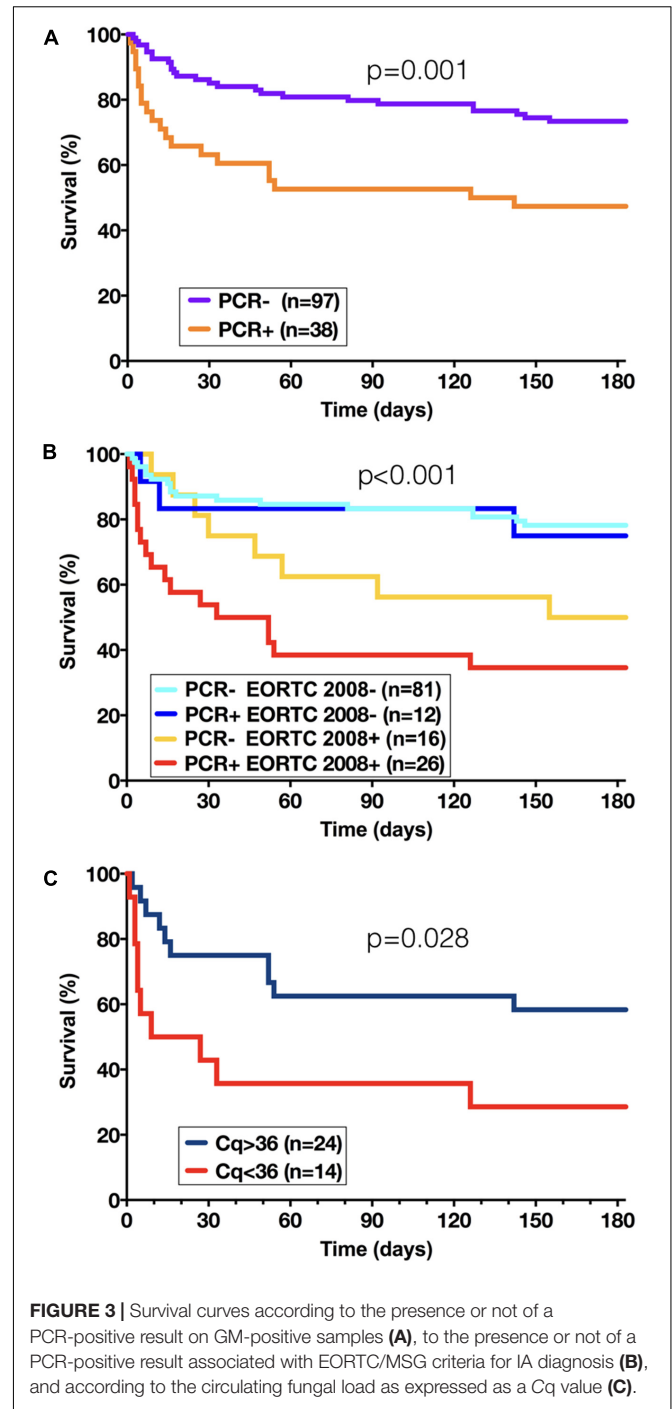 A
100
80
60
40
20
0
Survival (%)
p=0.001
PCR- (n=97)
PCR+ (n=38)
0 30 60 90 120 150 180
Time (days)
B
100
80
60
40
20
0
Survival (%)
p<0.001
PCR- EORTC 2008- (n=81)
PCR+ EORTC 2008- (n=12)
PCR- EORTC 2008+ (n=16)
PCR+ EORTC 2008+ (n=26)
0 30 60 90 120 150 180
Time (days)
C
100
80
60
40
20
0
Survival (%)
p=0.028
Cq>36 (n=24)
Cq<36 (n=14)
0 30 60 90 120 150 180
Time (days)
FIGURE 3 | Survival curves according to the presence or not of a
PCR-positive result on GM-positive samples (A), to the presence or not of a
PCR-positive result associated with EORTC/MSG criteria for IA diagnosis (B),
and according to the circulating fungal load as expressed as a Cq value (C).